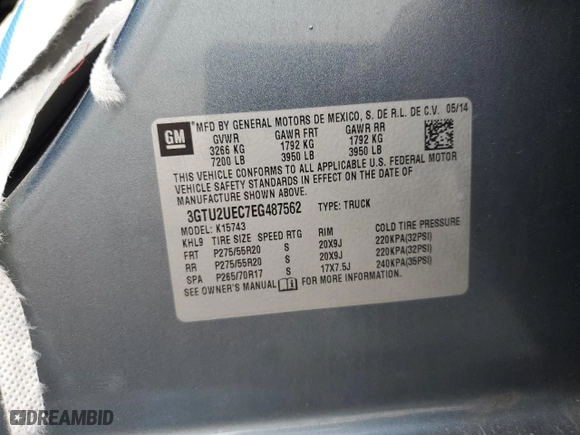 GM
MFD BY GENERAL MOTORS DE MEXICO, S. DE R.L. DE C.V. 05/14
GVWR GAWR FRT GAWR RR
3266 KG 1792 KG 1792 KG
7200 LB 3950 LB 3950 LB
THIS VEHICLE CONFORMS TO ALL APPLICABLE U.S. FEDERAL MOTOR
VEHICLE SAFETY STANDARDS IN EFFECT ON THE DATE OF
MANUFACTURE SHOWN ABOVE.
3GTU2UEC7EG487562 TYPE: TRUCK
MODEL: K15743
KHL9 TIRE SIZE SPEED RTG RIM COLD TIRE PRESSURE
FRT P275/55R20 S 20X9J 220KPA(32PSI)
RR P275/55R20 S 20X9J 220KPA(32PSI)
SPA P265/70R17 S 17X7.5J 240KPA(35PSI)
SEE OWNER'S MANUAL FOR MORE INFORMATION.
DREAMBID